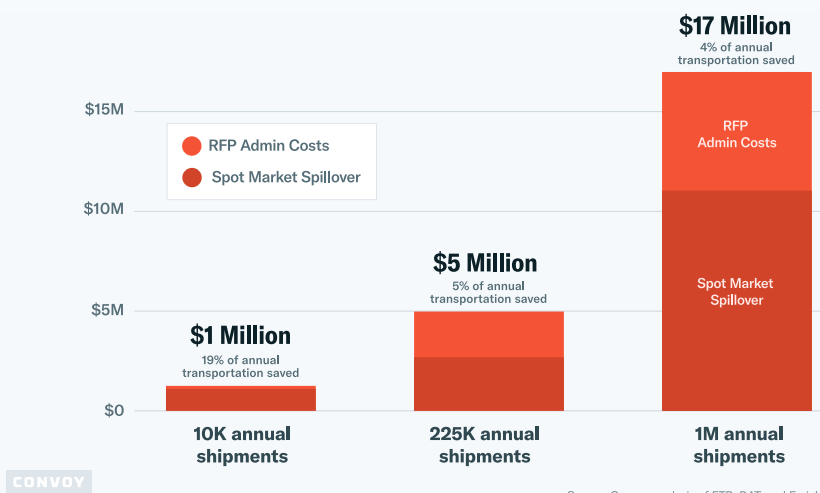 $17 Million
4% of annual
transportation saved
$15M
RFP Admin Costs
Spot Market Spillover
RFP
Admin Costs
$10M
$5 Million
5% of annual
transportation saved
$5M
$1 Million
19% of annual
transportation saved
Spot Market
Spillover
$0
10K annual
shipments
225K annual
shipments
1M annual
shipments
CONVOY